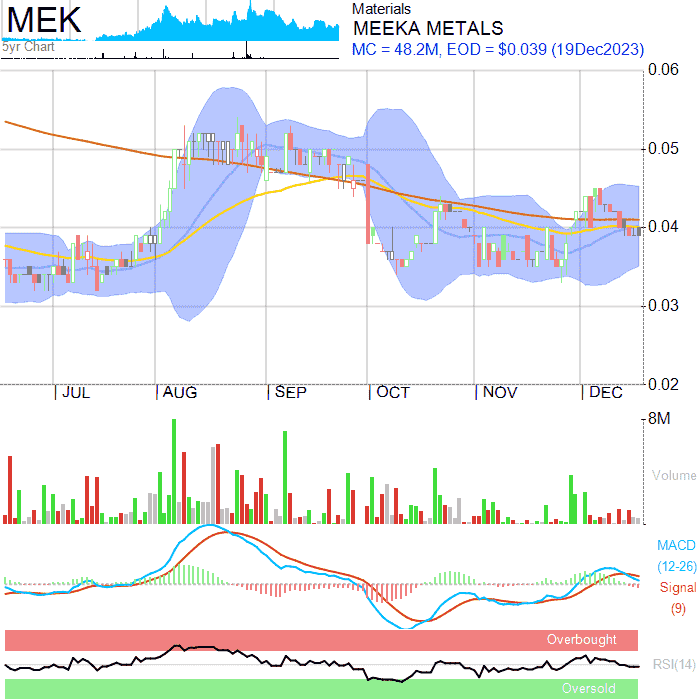 MEK
5yr Chart
Materials
MEEKA METALS
MC = 48.2M, EOD = $0.039 (19Dec2023)
0.06
0.05
0.04
0.03
0.02
JUL AUG SEP OCT NOV DEC
8M
Volume
MACD
(12-26)
Signal
(9)
Overbought
RSI(14)
Oversold